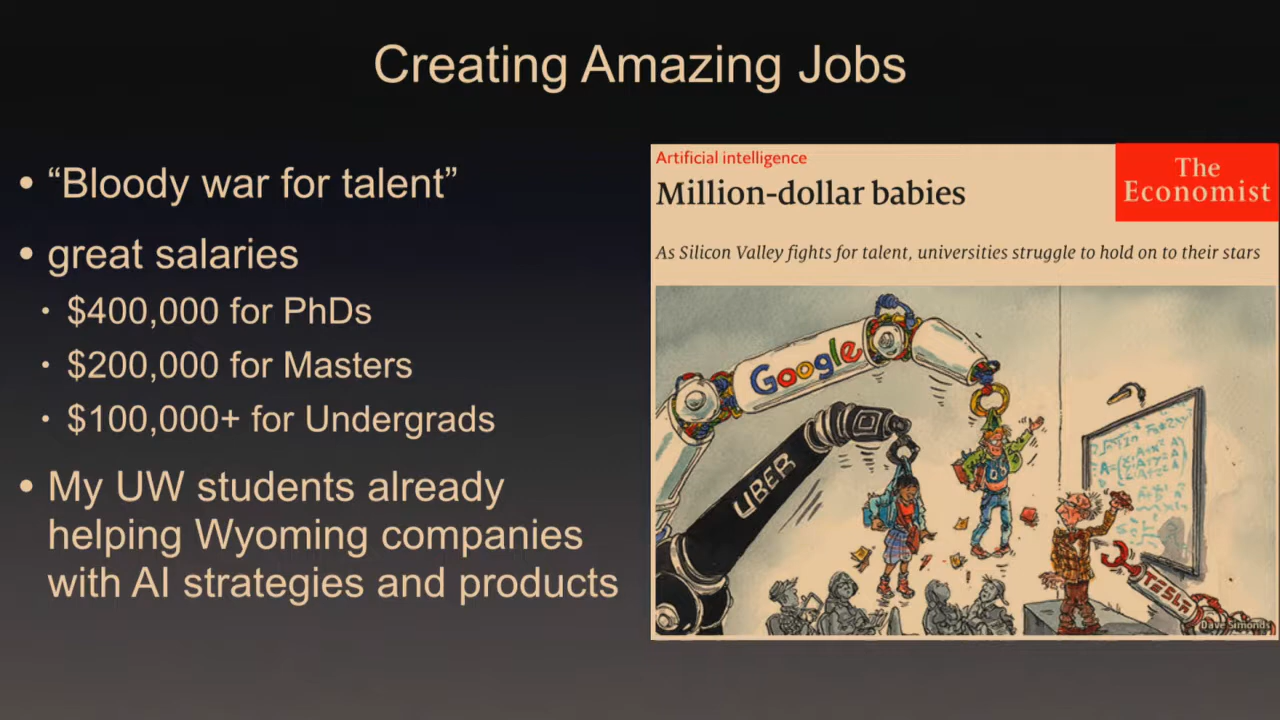 Creating Amazing Jobs
• “Bloody war for talent”
• great salaries
• $400,000 for PhDs
• $200,000 for Masters
• $100,000+ for Undergrads
• My UW students already
helping Wyoming companies
with AI strategies and products
Artificial intelligence
Million-dollar babies
The
Economist
As Silicon Valley fights for talent, universities struggle to hold on to their stars
Google
UBER
TESLA
Dave Simonds